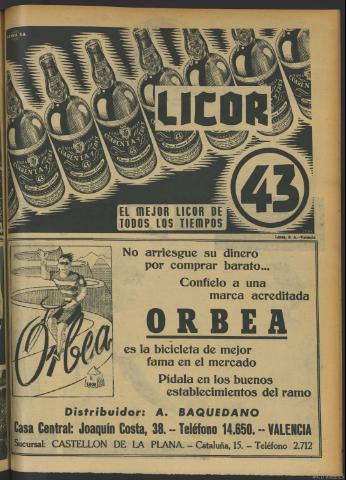 LICOR
43
CUARENTA Y TRES
EL MEJOR LICOR DE
TODOS LOS TIEMPOS
No arriesgue su dinero
por comprar barato...
Confíelo a una
marca acreditada
ORBEA
es la bicicleta de mejor
fama en el mercado
Pídala en los buenos
establecimientos del ramo
Orbea
Distribuidor: A. BAQUEDANO
Casa Central: Joaquín Costa, 38. -- Teléfono 14.650. -- VALENCIA
Sucursal: CASTELLON DE LA PLANA. - Cataluña, 15. - Teléfono 2.712